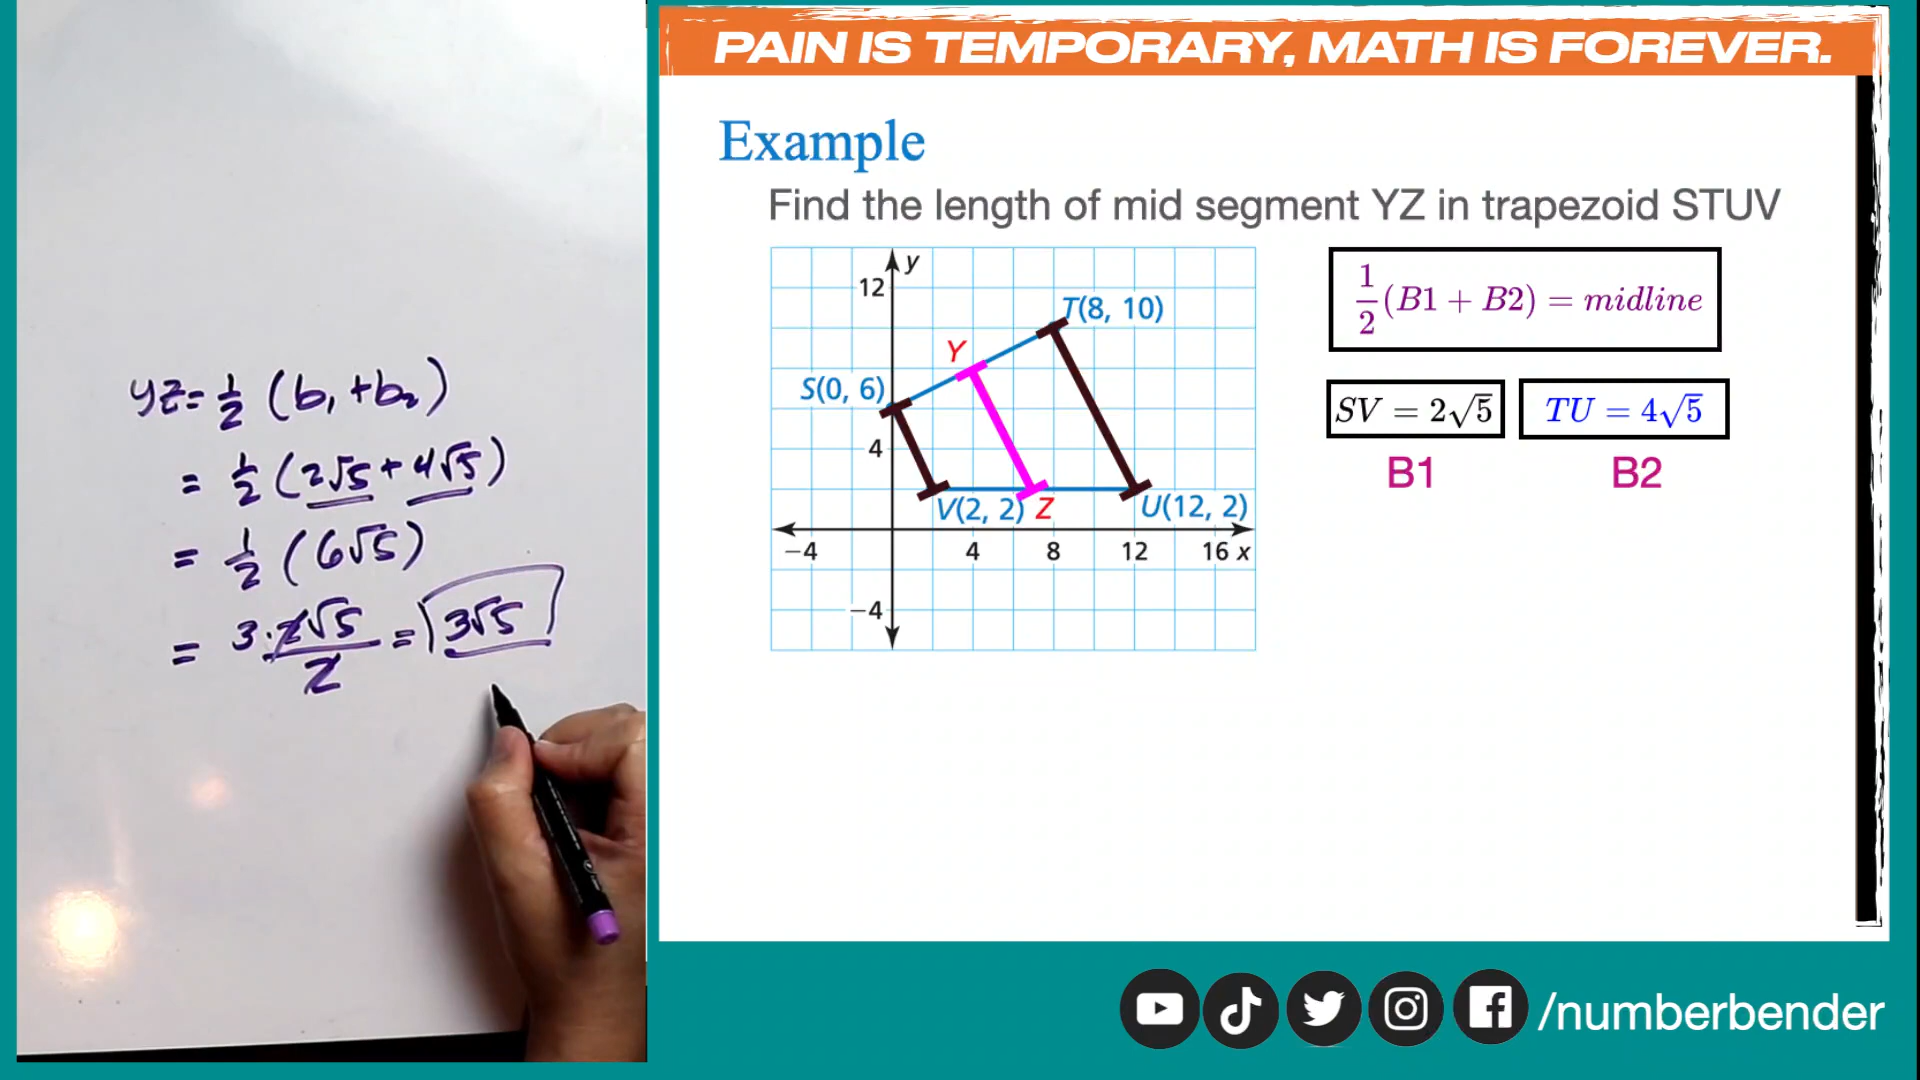 PAIN IS TEMPORARY, MATH IS FOREVER.
Example
Find the length of mid segment YZ in trapezoid STUV
y
12
T(8, 10)
Y
S(0, 6)
4
V(2, 2) Z U(12, 2)
−4 4 8 12 16 x
−4
1/2 (B1 + B2) = midline
SV = 2√5 TU = 4√5
B1 B2
YZ = 1/2 (b₁ + b₂)
= 1/2 (2√5 + 4√5)
= 1/2 (6√5)
= 3·2√5/2 = 3√5
/numberbender